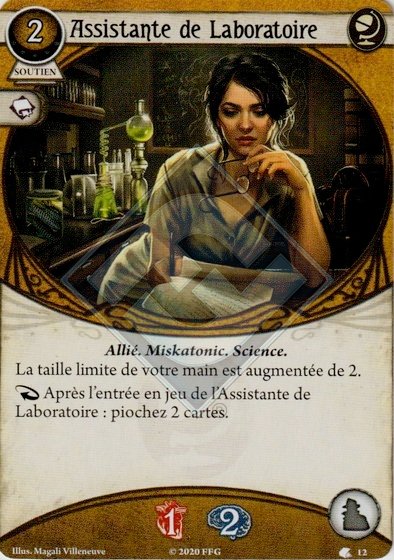 2
Assistante de Laboratoire
SOUTIEN
Allié. Miskatonic. Science.
La taille limite de votre main est augmentée de 2.
Après l'entrée en jeu de l'Assistante de
Laboratoire : piochez 2 cartes.
1 2
Illus. Magali Villeneuve © 2020 FFG 12